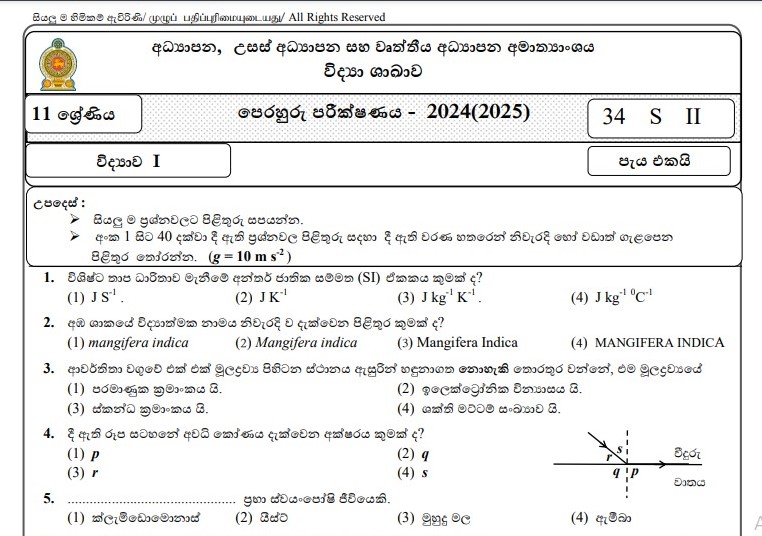 සියලු ම හිමිකම් ඇවිරිණි/ முழுப் பதிப்புரிமையுடையது/ All Rights Reserved
අධ්‍යාපන, උසස් අධ්‍යාපන සහ වෘත්තීය අධ්‍යාපන අමාත්‍යාංශය
විද්‍යා ශාඛාව
11 ශ්‍රේණිය
පෙරහුරු පරීක්ෂණය - 2024(2025)
34 S II
විද්‍යාව I
පැය එකයි
උපදෙස් :
➢ සියලු ම ප්‍රශ්නවලට පිළිතුරු සපයන්න.
➢ අංක 1 සිට 40 දක්වා දී ඇති ප්‍රශ්නවල පිළිතුරු සඳහා දී ඇති වරණ හතරෙන් නිවැරදි හෝ වඩාත් ගැළපෙන
පිළිතුර තෝරන්න. (g = 10 m s⁻²)
1. විශිෂ්ට තාප ධාරිතාව මැනීමේ අන්තර් ජාතික සම්මත (SI) ඒකකය කුමක් ද?
(1) J S⁻¹ . (2) J K⁻¹ (3) J kg⁻¹ K⁻¹ . (4) J kg⁻¹ ⁰C⁻¹
2. අඹ ශාකයේ විද්‍යාත්මක නාමය නිවැරදි ව දැක්වෙන පිළිතුර කුමක් ද?
(1) mangifera indica (2) Mangifera indica (3) Mangifera Indica (4) MANGIFERA INDICA
3. ආවර්තිතා වගුවේ එක් එක් මූලද්‍රව්‍ය පිහිටන ස්ථානය ඇසුරින් හඳුනාගත නොහැකි තොරතුර වන්නේ, එම මූලද්‍රව්‍යයේ
(1) පරමාණුක ක්‍රමාංකය යි. (2) ඉලෙක්ට්‍රෝනික වින්‍යාසය යි.
(3) ස්කන්ධ ක්‍රමාංකය යි. (4) ශක්ති මට්ටම් සංඛ්‍යාව යි.
4. දී ඇති රූප සටහනේ අවධි කෝණය දැක්වෙන අක්ෂරය කුමක් ද?
(1) p (2) q
(3) r (4) s
r s වීදුරු
q p වාතය
5. ........................................ ප්‍රභා ස්වයංපෝෂි ජීවියෙකි.
(1) ක්ලැමිඩොමොනාස් (2) යීස්ට් (3) මුහුදු මල (4) ඇමීබා